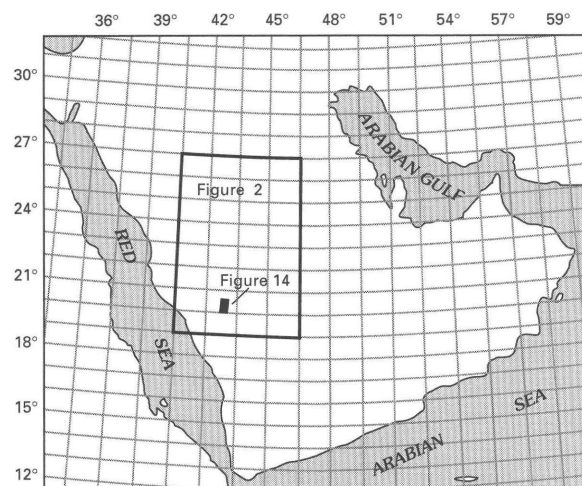 36° 39° 42° 45° 48° 51° 54° 57° 59°
30°
27°
24°
21°
18°
15°
12°
ARABIAN GULF
Figure 2
RED
SEA
Figure 14
ARABIAN
SEA